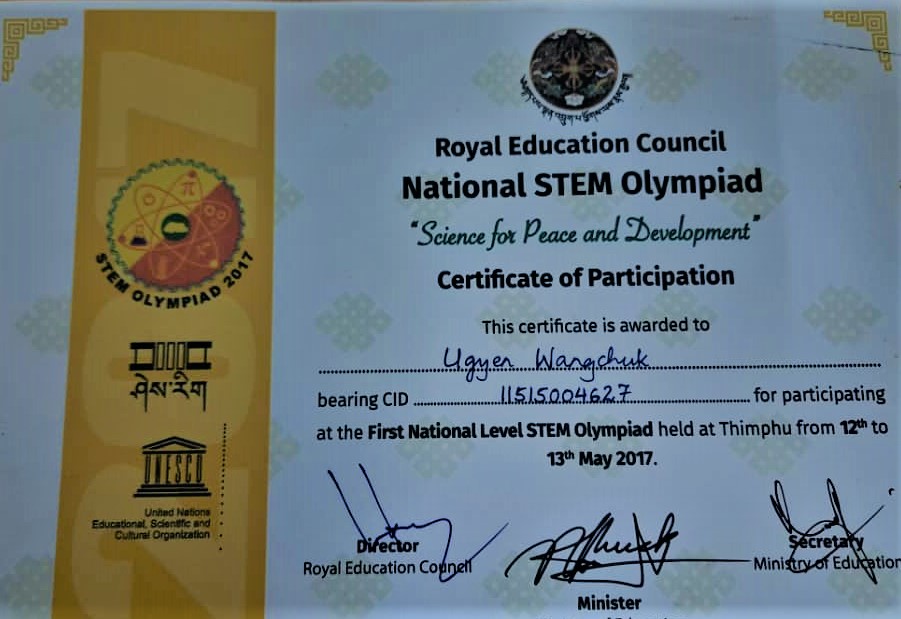 Royal Education Council
National STEM Olympiad
"Science for Peace and Development"
Certificate of Participation
This certificate is awarded to
Ugyen Wangchuk
bearing CID 11515004627 for participating
at the First National Level STEM Olympiad held at Thimphu from 12th to
13th May 2017.
Director
Royal Education Council
Minister
Secretary
Ministry of Education
2017
STEM OLYMPIAD 2017
ཤེས་རིག
UNESCO
United Nations
Educational, Scientific and
Cultural Organization